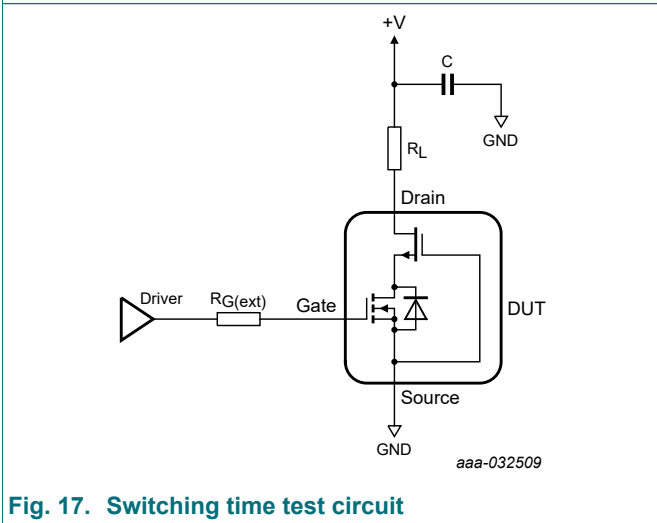 +V
C
GND
RL
Drain
Driver
RG(ext)
Gate
DUT
Source
GND
aaa-032509
Fig. 17. Switching time test circuit